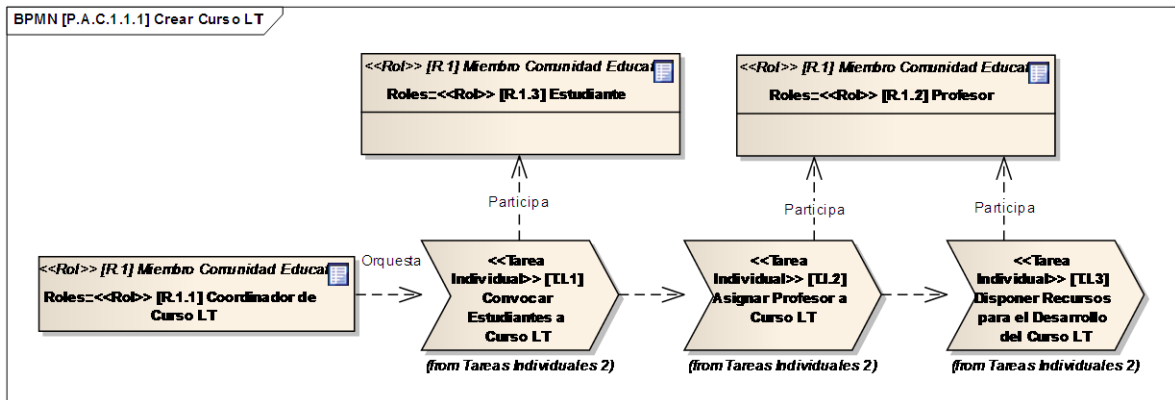 BPMN [P.A.C.1.1.1] Crear Curso LT
<<Rol>> [R.1] Miembro Comunidad Educa
Roles::<<Rol>> [R.1.3] Estudiante
<<Rol>> [R.1] Miembro Comunidad Educa
Roles::<<Rol>> [R.1.2] Profesor
Participa
Participa
Participa
<<Rol>> [R.1] Miembro Comunidad Educa
Roles::<<Rol>> [R.1.1] Coordinador de
Curso LT
Orquesta
<<Tarea
Individual>> [T.I.1]
Convocar
Estudiantes a
Curso LT
(from Tareas Individuales 2)
<<Tarea
Individual>> [T.I.2]
Asignar Profesor a
Curso LT
(from Tareas Individuales 2)
<<Tarea
Individual>> [T.I.3]
Disponer Recursos
para el Desarrollo
del Curso LT
(from Tareas Individuales 2)